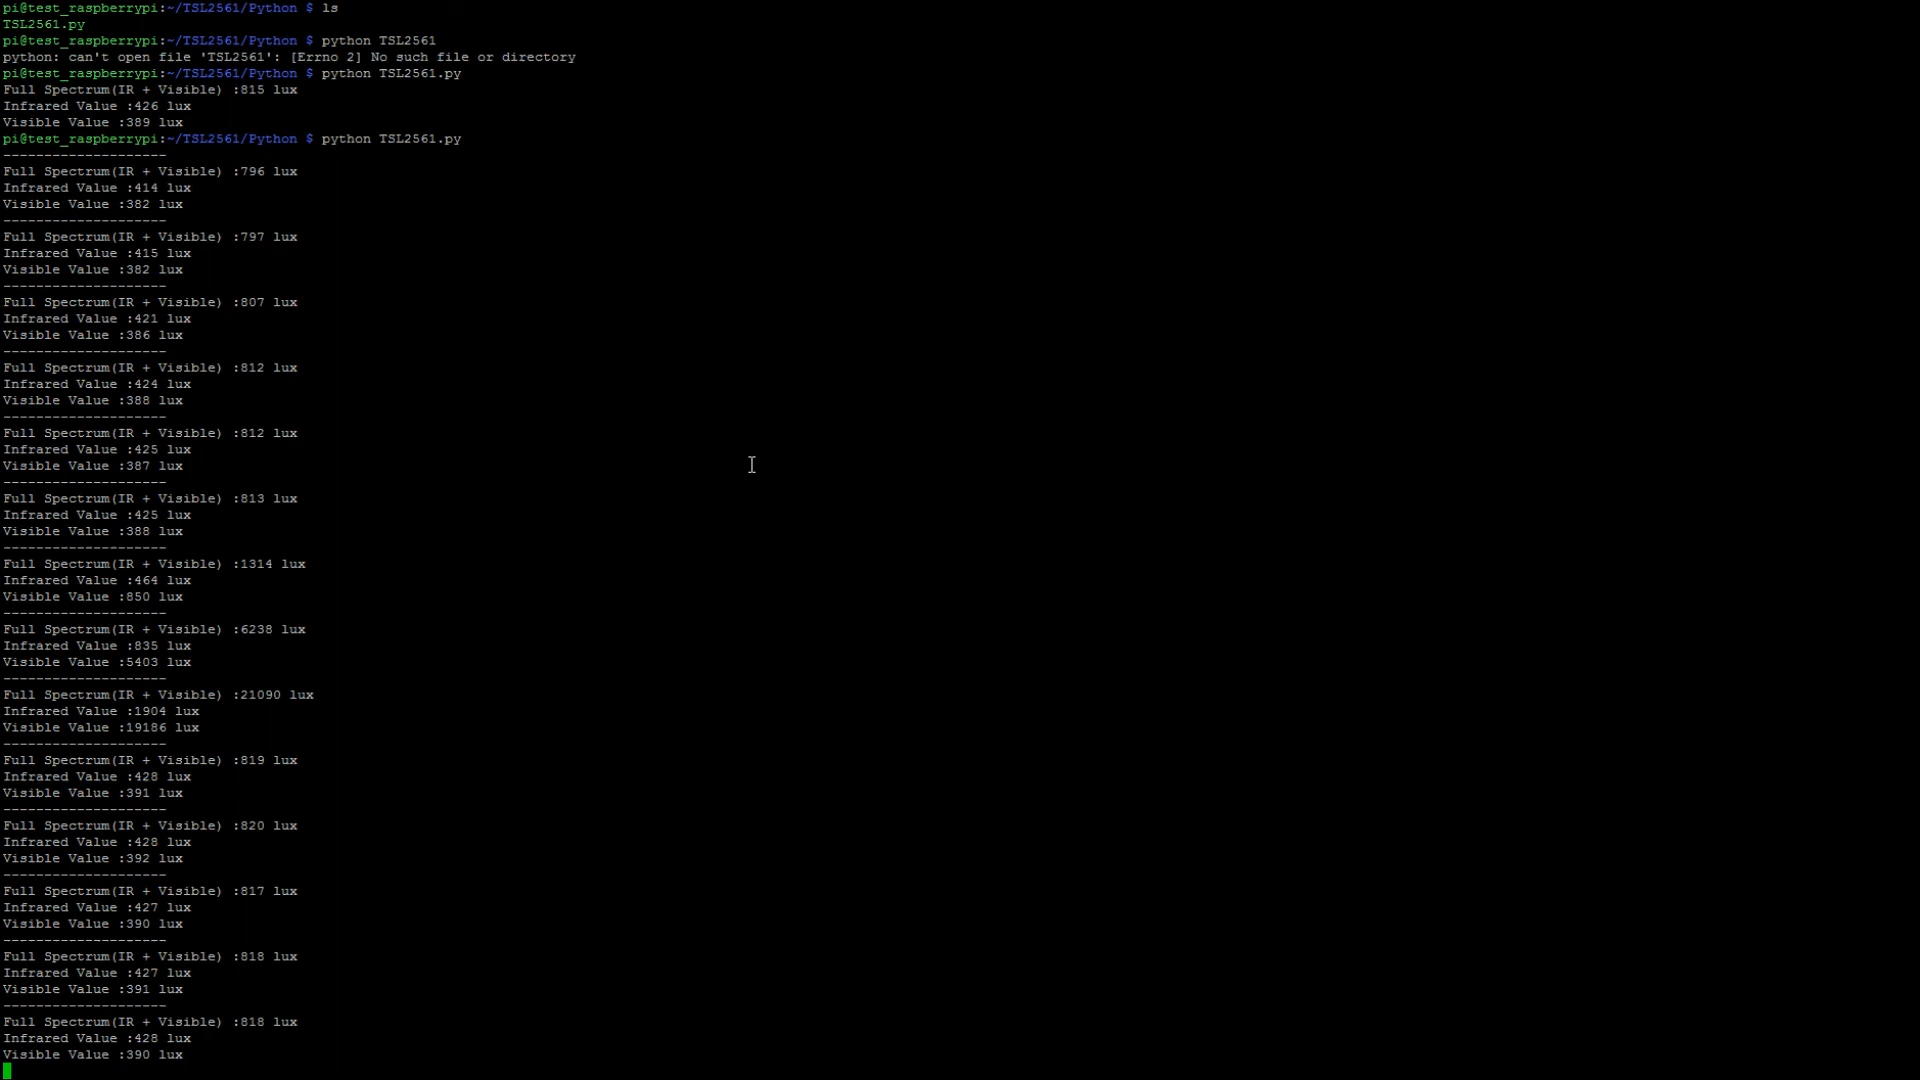 pi@test_raspberrypi:~/TSL2561/Python $ ls
TSL2561.py
pi@test_raspberrypi:~/TSL2561/Python $ python TSL2561
python: can't open file 'TSL2561': [Errno 2] No such file or directory
pi@test_raspberrypi:~/TSL2561/Python $ python TSL2561.py
Full Spectrum(IR + Visible) :815 lux
Infrared Value :426 lux
Visible Value :389 lux
pi@test_raspberrypi:~/TSL2561/Python $ python TSL2561.py
--------------------
Full Spectrum(IR + Visible) :796 lux
Infrared Value :414 lux
Visible Value :382 lux
--------------------
Full Spectrum(IR + Visible) :797 lux
Infrared Value :415 lux
Visible Value :382 lux
--------------------
Full Spectrum(IR + Visible) :807 lux
Infrared Value :421 lux
Visible Value :386 lux
--------------------
Full Spectrum(IR + Visible) :812 lux
Infrared Value :424 lux
Visible Value :388 lux
--------------------
Full Spectrum(IR + Visible) :812 lux
Infrared Value :425 lux
Visible Value :387 lux
--------------------
Full Spectrum(IR + Visible) :813 lux
Infrared Value :425 lux
Visible Value :388 lux
--------------------
Full Spectrum(IR + Visible) :1314 lux
Infrared Value :464 lux
Visible Value :850 lux
--------------------
Full Spectrum(IR + Visible) :6238 lux
Infrared Value :835 lux
Visible Value :5403 lux
--------------------
Full Spectrum(IR + Visible) :21090 lux
Infrared Value :1904 lux
Visible Value :19186 lux
--------------------
Full Spectrum(IR + Visible) :819 lux
Infrared Value :428 lux
Visible Value :391 lux
--------------------
Full Spectrum(IR + Visible) :820 lux
Infrared Value :428 lux
Visible Value :392 lux
--------------------
Full Spectrum(IR + Visible) :817 lux
Infrared Value :427 lux
Visible Value :390 lux
--------------------
Full Spectrum(IR + Visible) :818 lux
Infrared Value :427 lux
Visible Value :391 lux
--------------------
Full Spectrum(IR + Visible) :818 lux
Infrared Value :428 lux
Visible Value :390 lux